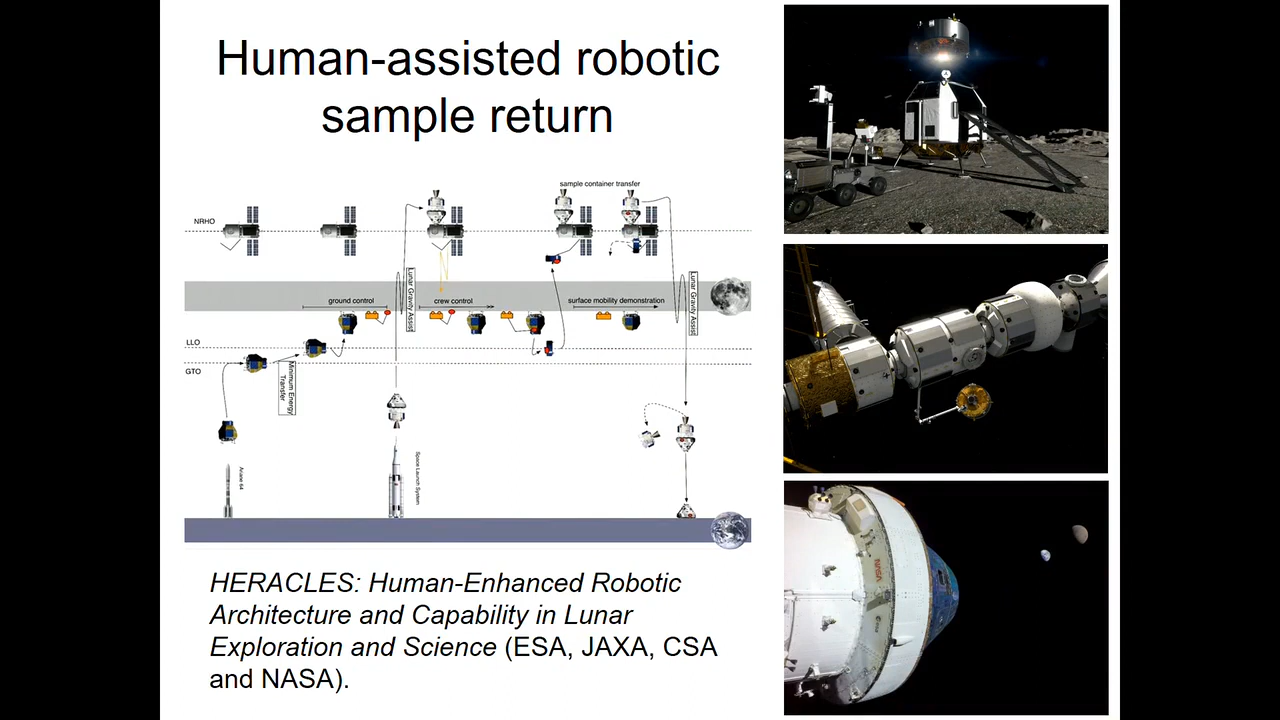 Human-assisted robotic
sample return
sample container transfer
NRHO
Lunar Gravity Assist
Lunar Gravity Assist
ground control
crew control
surface mobility demonstration
LLO
GTO
Minimum Energy
Transfer
Ariane 64
Space Launch System
HERACLES: Human-Enhanced Robotic
Architecture and Capability in Lunar
Exploration and Science (ESA, JAXA, CSA
and NASA).
NASA
esa